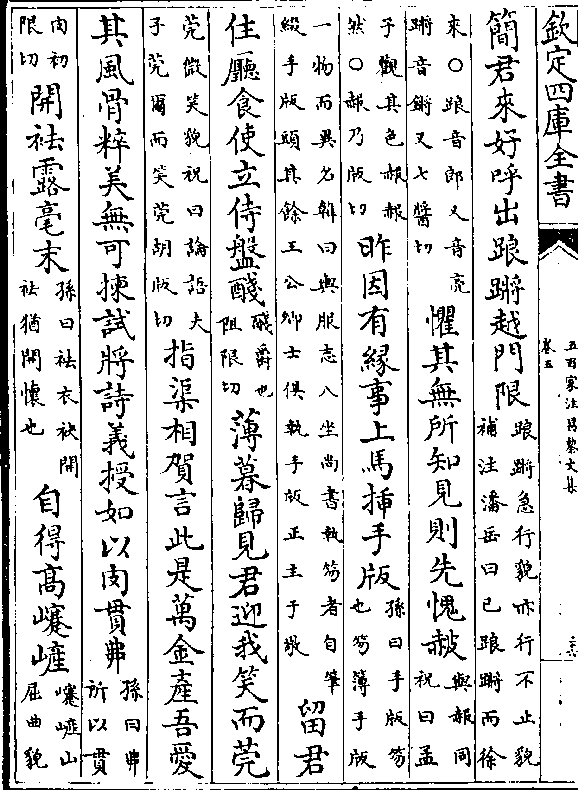 欽定四庫全書
五百家注昌黎文集
卷五
簡君來好呼出踉蹡越門限
踉蹡急行貌亦行不止貌
補注潘岳曰已踉蹡而徐
來○踉音郎又音亮
蹡音鏘又七醬切
懼其無所知見則先愧赧
與赧同
祝曰孟
子觀其色赧赧
然○赧乃版切
昨因有緣事上馬揷手版
孫曰手版笏
也笏簿手版
一物而異名韓曰輿服志八坐尚書執笏者白筆
綴手版頭其餘王公卿士俱執手版正主于敬
留君
住廳食使立侍盤醆
醆爵也
阻限切
薄暮歸見君迎我笑而莞
莞微笑貌祝曰論語夫
子莞爾而笑莞胡版切
指渠相賀言此是萬金產吾愛
其風骨粹美無可揀試將詩義授如以肉貫丳
孫曰丳
所以貫
肉初
限切
開袪露毫末
孫曰袪衣袂開
袪猶開懷也
自得高巘嵼
巘嵼山
屈曲貌